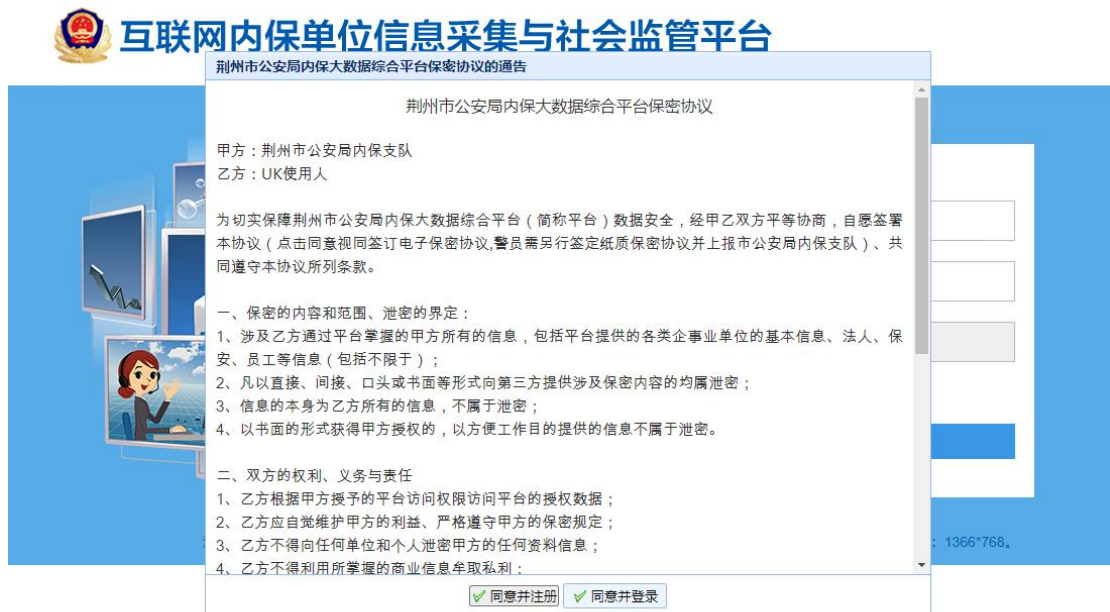 互联网内保单位信息采集与社会监管平台
荆州市公安局内保大数据综合平台保密协议的通告
荆州市公安局内保大数据综合平台保密协议
甲方：荆州市公安局内保支队
乙方：UK使用人
为切实保障荆州市公安局内保大数据综合平台（简称平台）数据安全，经甲乙双方平等协商，自愿签署
本协议（点击同意视同签订电子保密协议,警员需另行签定纸质保密协议并上报市公安局内保支队）、共
同遵守本协议所列条款。
一、保密的内容和范围、泄密的界定：
1、涉及乙方通过平台掌握的甲方所有的信息，包括平台提供的各类企事业单位的基本信息、法人、保
安、员工等信息（包括不限于）；
2、凡以直接、间接、口头或书面等形式向第三方提供涉及保密内容的均属泄密；
3、信息的本身为乙方所有的信息，不属于泄密；
4、以书面的形式获得甲方授权的，以方便工作目的提供的信息不属于泄密。
二、双方的权利、义务与责任
1、乙方根据甲方授予的平台访问权限访问平台的授权数据；
2、乙方应自觉维护甲方的利益、严格遵守甲方的保密规定；
3、乙方不得向任何单位和个人泄密甲方的任何资料信息；
：1366*768。
4、乙方不得利用所掌握的商业信息牟取私利；
同意并注册 同意并登录